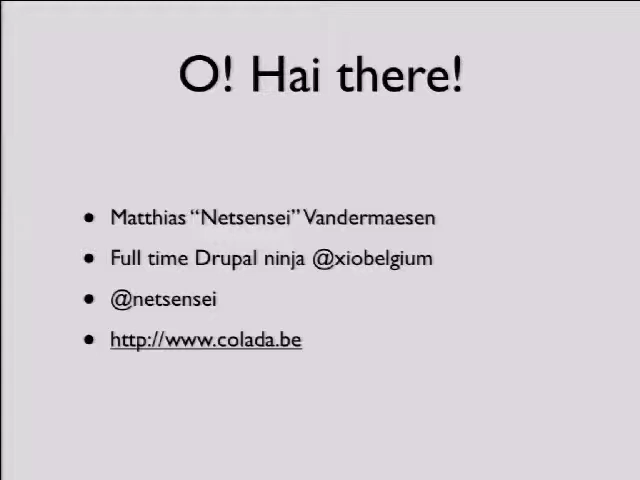 O! Hai there!
• Matthias “Netsensei” Vandermaesen
• Full time Drupal ninja @xiobelgium
• @netsensei
• http://www.colada.be